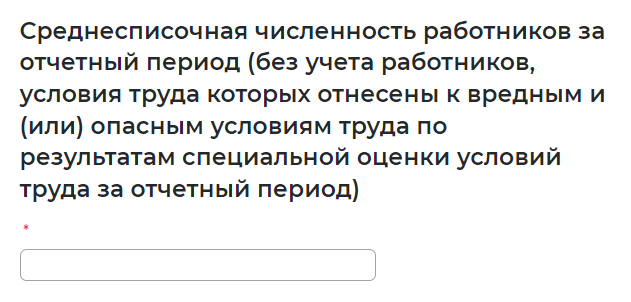 Среднесписочная численность работников за
отчетный период (без учета работников,
условия труда которых отнесены к вредным и
(или) опасным условиям труда по
результатам специальной оценки условий
труда за отчетный период)
*